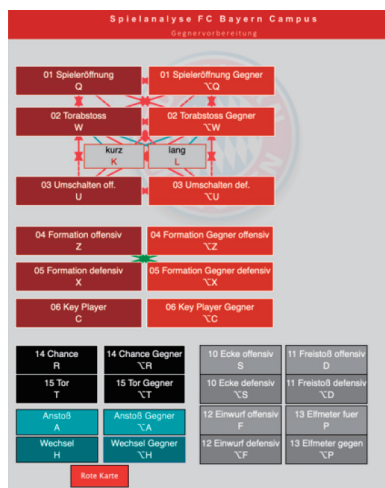 Spielanalyse FC Bayern Campus
Gegnervorbereitung
01 Spieleröffnung
Q
01 Spieleröffnung Gegner
⌥Q
02 Torabstoss
W
02 Torabstoss Gegner
⌥W
kurz
K
lang
L
03 Umschalten off.
U
03 Umschalten def.
⌥U
04 Formation offensiv
Z
04 Formation Gegner offensiv
⌥Z
05 Formation defensiv
X
05 Formation Gegner defensiv
⌥X
06 Key Player
C
06 Key Player Gegner
⌥C
14 Chance
R
14 Chance Gegner
⌥R
15 Tor
T
15 Tor Gegner
⌥T
Anstoß
A
Anstoß Gegner
⌥A
Wechsel
H
Wechsel Gegner
⌥H
Rote Karte
10 Ecke offensiv
S
11 Freistoß offensiv
D
10 Ecke defensiv
⌥S
11 Freistoß defensiv
⌥D
12 Einwurf offensiv
F
13 Elfmeter fuer
P
12 Einwurf defensiv
⌥F
13 Elfmeter gegen
⌥P